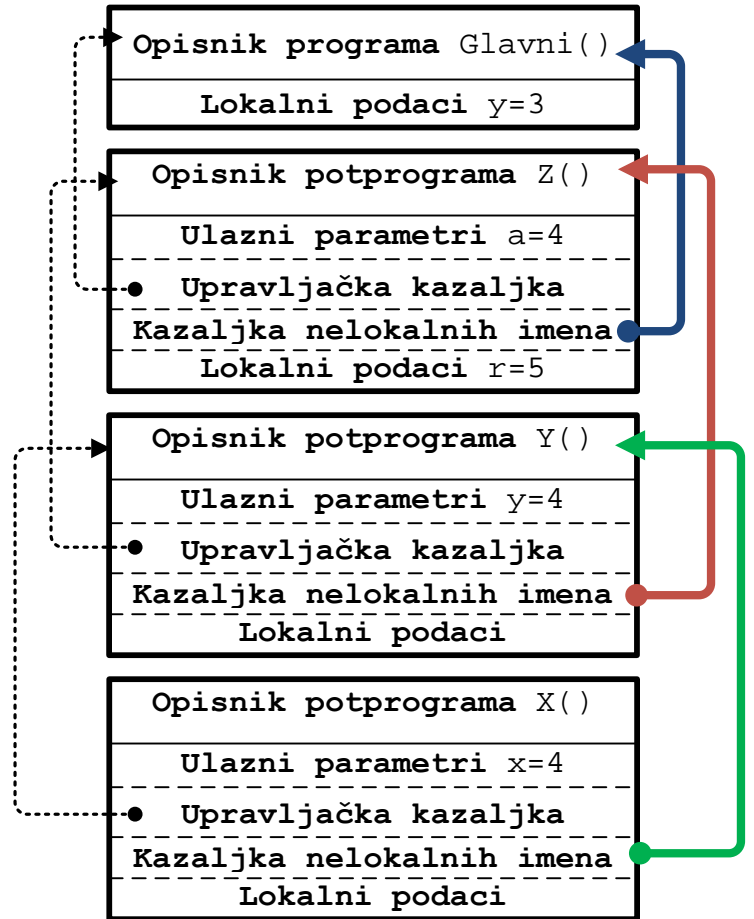 Opisnik programa Glavni()
Lokalni podaci y=3
Opisnik potprograma Z()
Ulazni parametri a=4
Upravljačka kazaljka
Kazaljka nelokalnih imena
Lokalni podaci r=5
Opisnik potprograma Y()
Ulazni parametri y=4
Upravljačka kazaljka
Kazaljka nelokalnih imena
Lokalni podaci
Opisnik potprograma X()
Ulazni parametri x=4
Upravljačka kazaljka
Kazaljka nelokalnih imena
Lokalni podaci